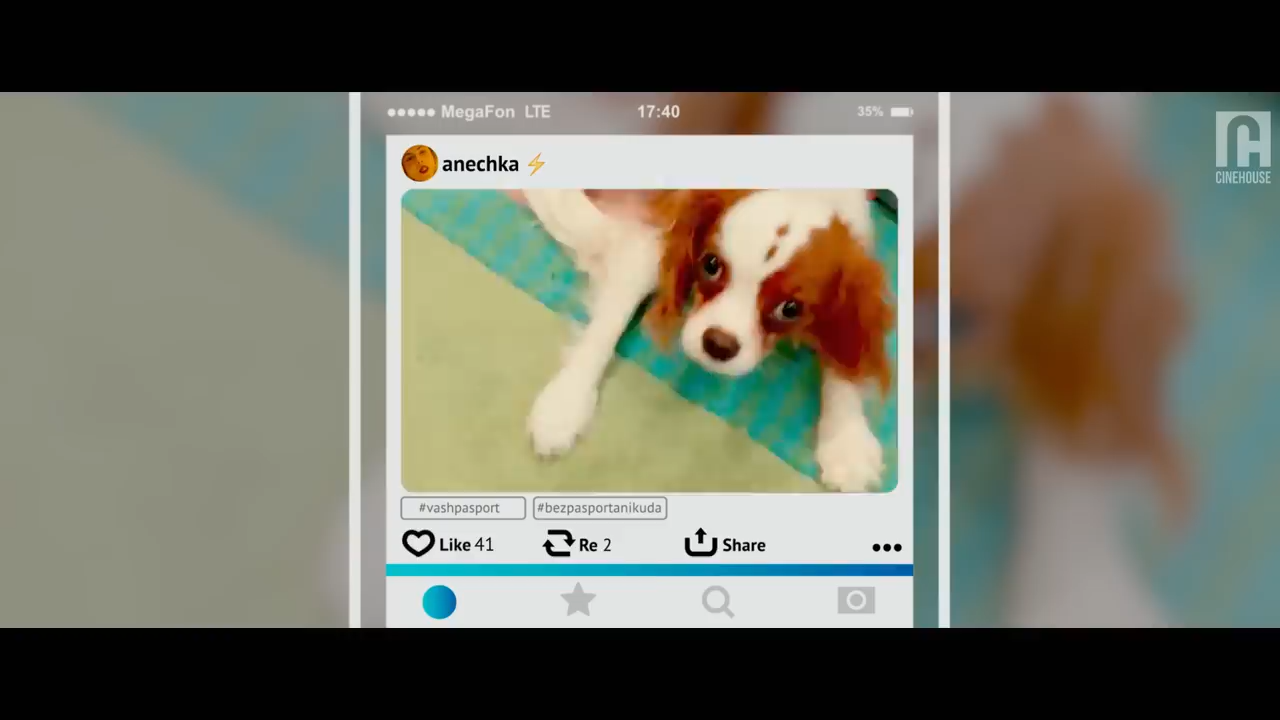 MegaFon LTE 17:40 35%
anechka
CINEHOUSE
#vashpasport #bezpasportanikuda
Like 41 Re 2 Share